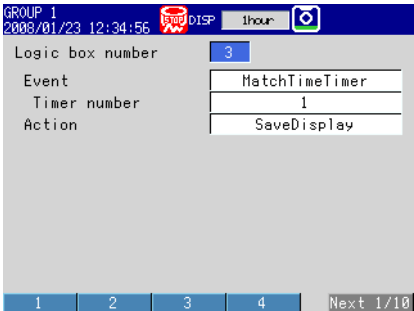 GROUP 1
2008/01/23 12:34:56 STOP DISP 1hour
Logic box number 3
Event MatchTimeTimer
Timer number 1
Action SaveDisplay
1 2 3 4 Next 1/10